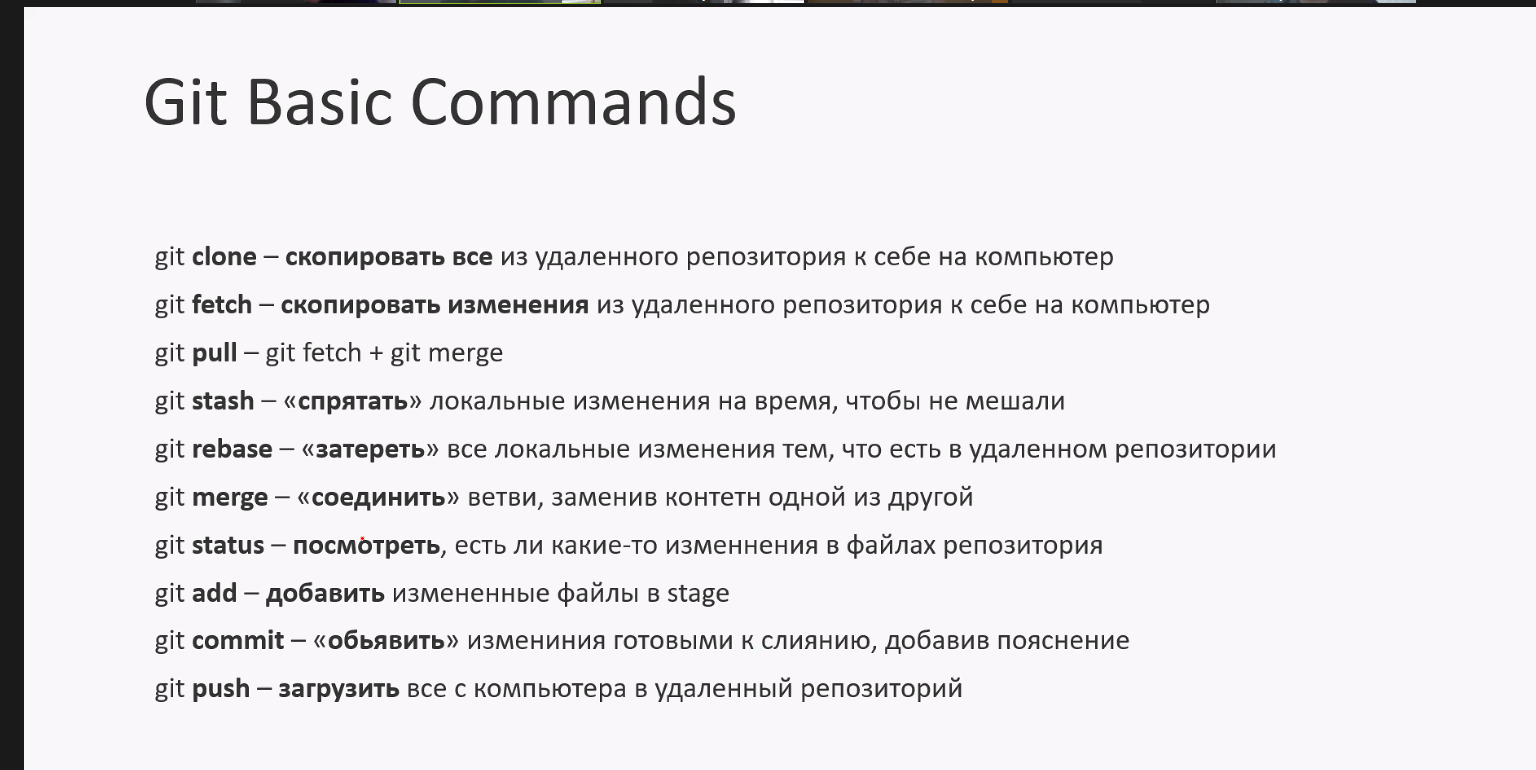 Git Basic Commands
git clone – скопировать все из удаленного репозитория к себе на компьютер
git fetch – скопировать изменения из удаленного репозитория к себе на компьютер
git pull – git fetch + git merge
git stash – «спрятать» локальные изменения на время, чтобы не мешали
git rebase – «затереть» все локальные изменения тем, что есть в удаленном репозитории
git merge – «соединить» ветви, заменив контетн одной из другой
git status – посмотреть, есть ли какие-то изменнения в файлах репозитория
git add – добавить измененные файлы в stage
git commit – «обьявить» измениния готовыми к слиянию, добавив пояснение
git push – загрузить все с компьютера в удаленный репозиторий